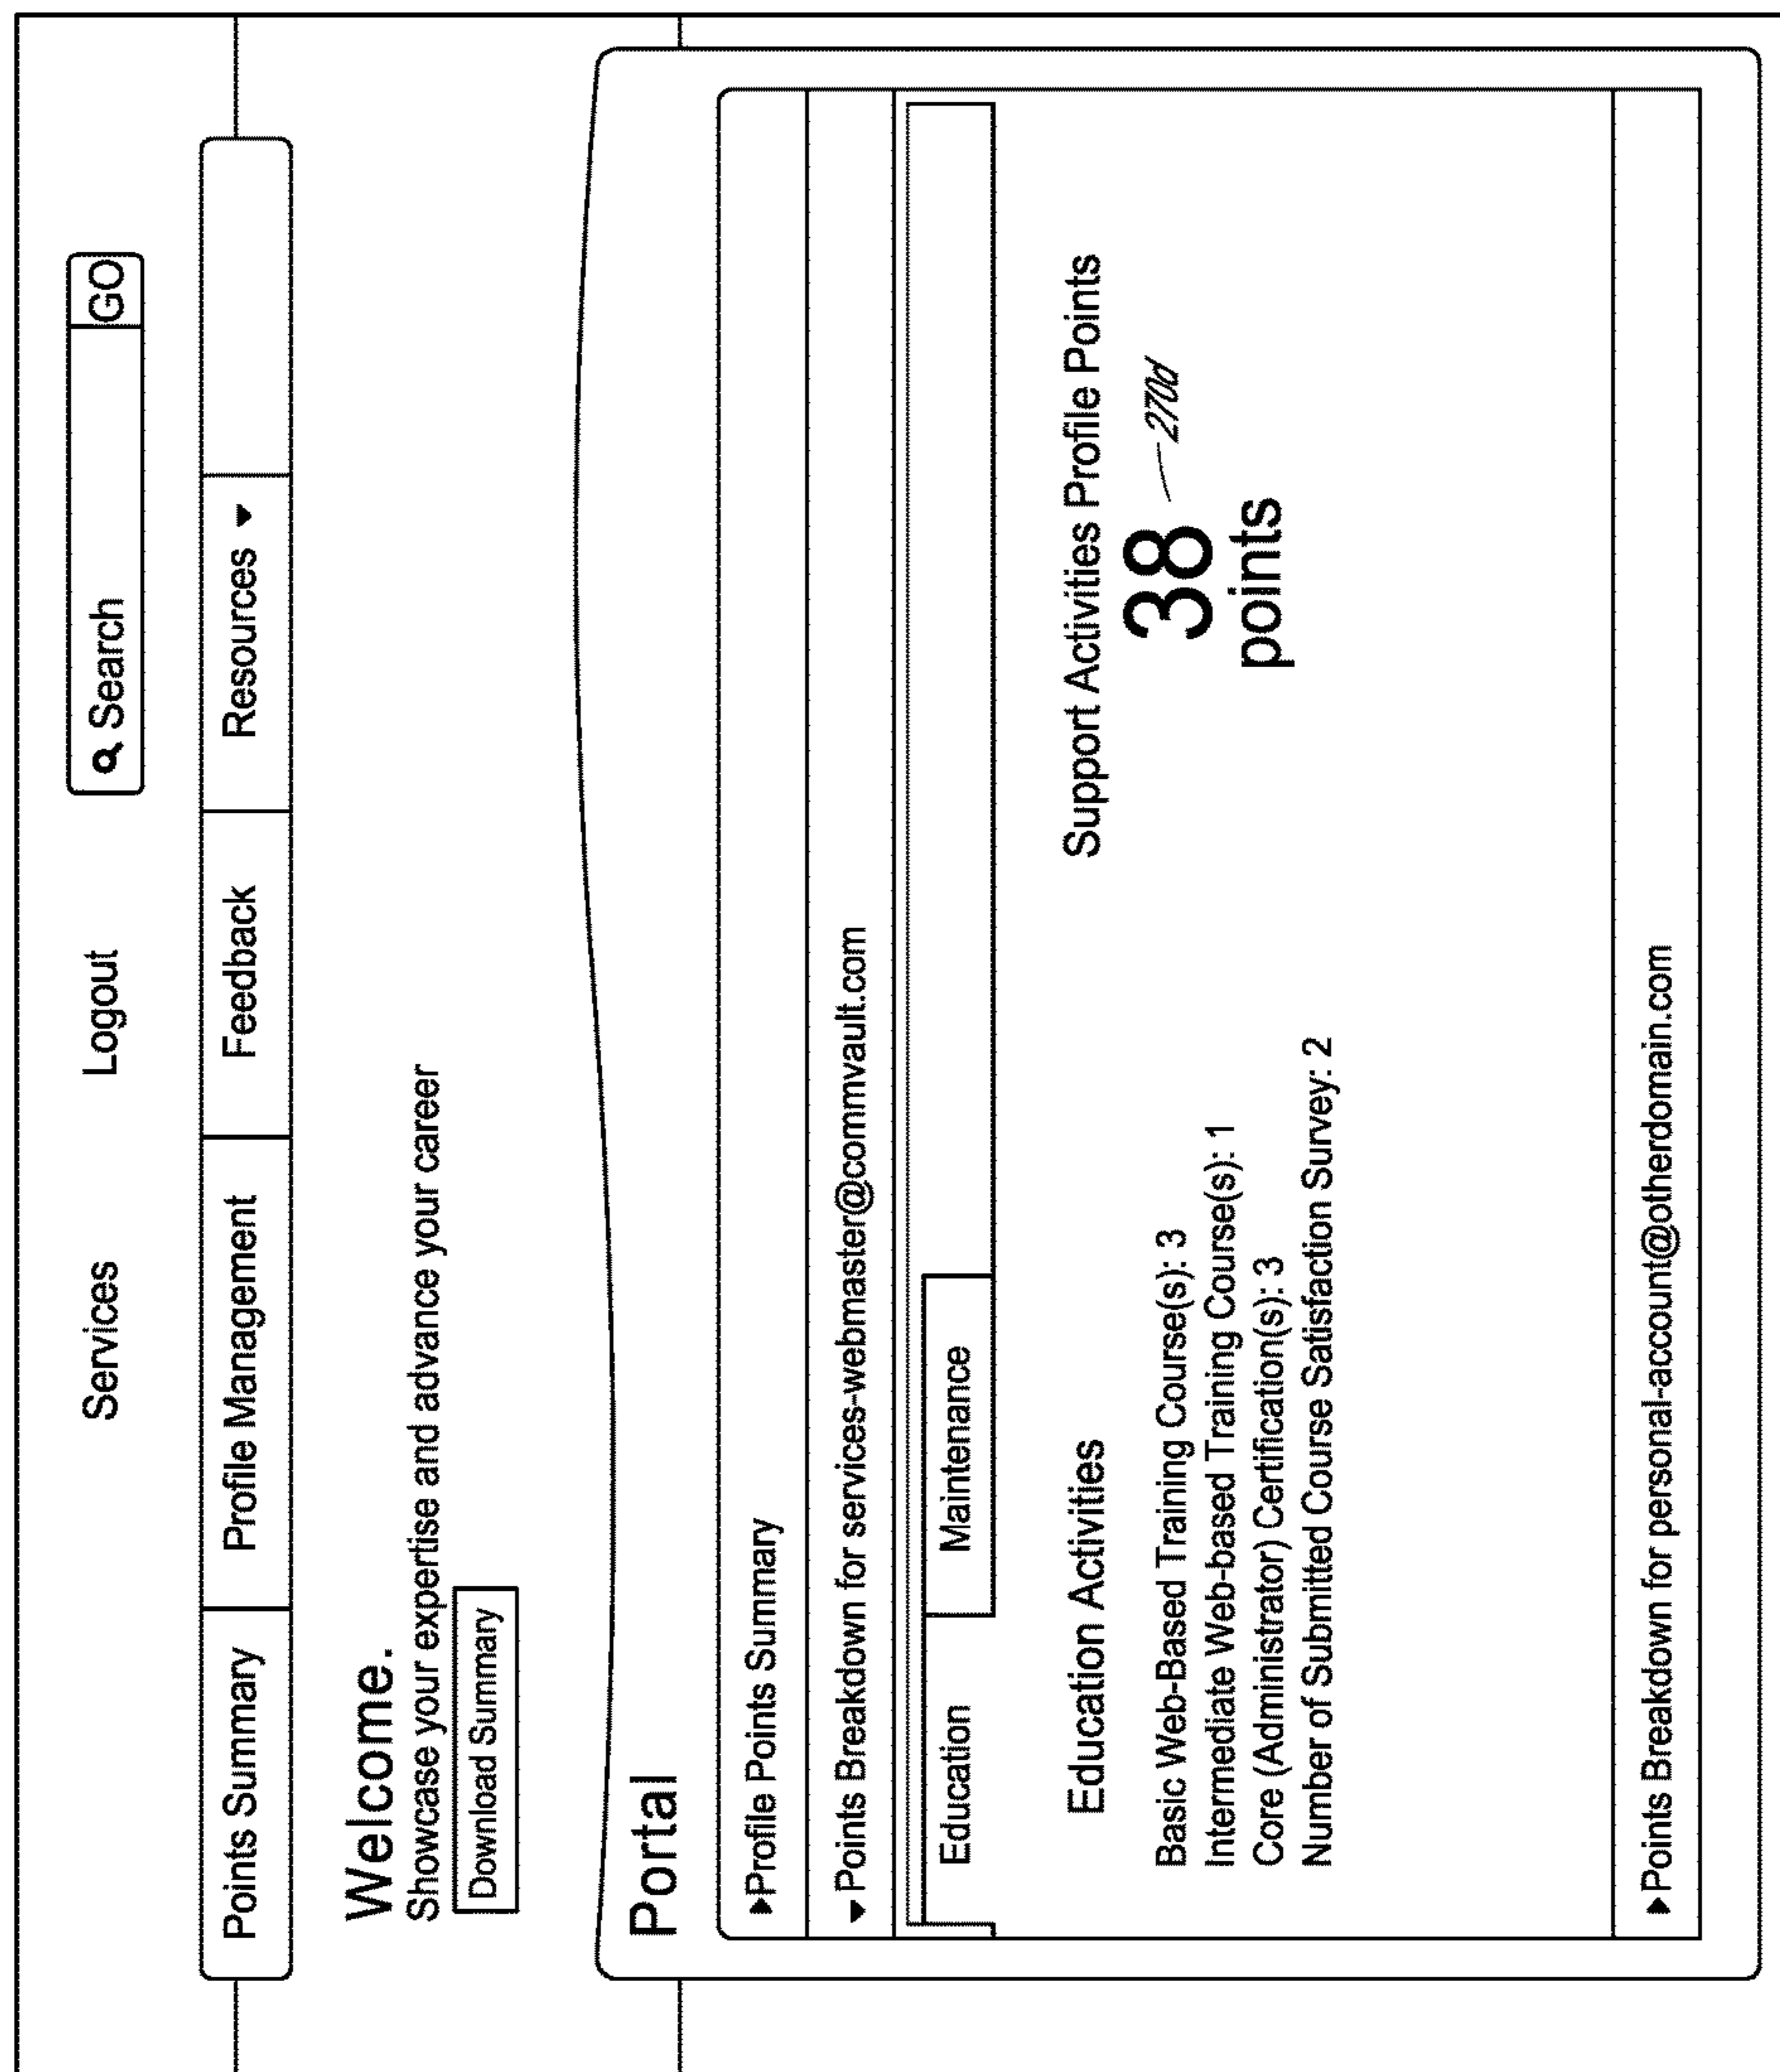 Services Logout Search GO
Points Summary Profile Management Feedback Resources
Welcome.
Showcase your expertise and advance your career
Download Summary
Portal
Profile Points Summary
Points Breakdown for services-webmaster@commvault.com
Education Maintenance
Education Activities
Basic Web-Based Training Course(s): 3
Intermediate Web-based Training Course(s): 1
Core (Administrator) Certification(s): 3
Number of Submitted Course Satisfaction Survey: 2
Support Activities Profile Points
38 270d
points
Points Breakdown for personal-account@otherdomain.com